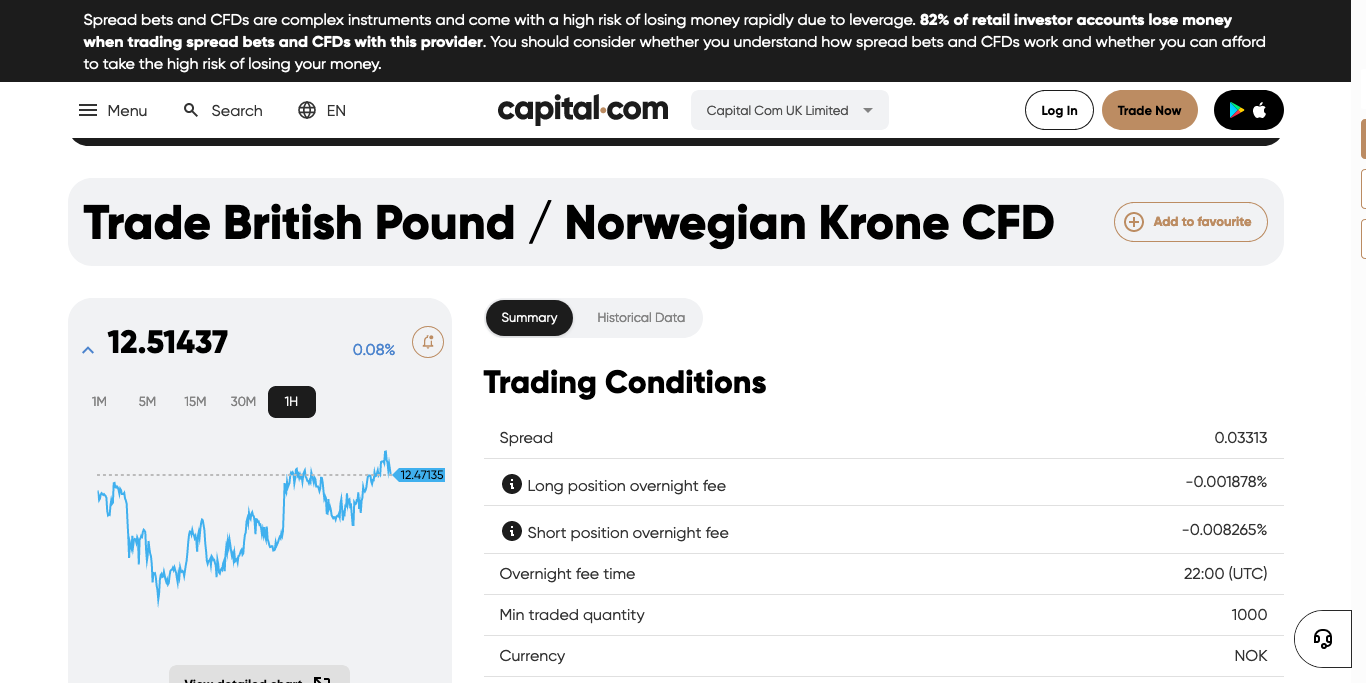 Spread bets and CFDs are complex instruments and come with a high risk of losing money rapidly due to leverage. 82% of retail investor accounts lose money
when trading spread bets and CFDs with this provider. You should consider whether you understand how spread bets and CFDs work and whether you can afford
to take the high risk of losing your money.
Menu Search EN capital.com Capital Com UK Limited Log In Trade Now
Trade British Pound / Norwegian Krone CFD Add to favourite
12.51437 0.08%
1M 5M 15M 30M 1H
12.47135
View detailed chart
Summary Historical Data
Trading Conditions
Spread 0.03313
Long position overnight fee -0.001878%
Short position overnight fee -0.008265%
Overnight fee time 22:00 (UTC)
Min traded quantity 1000
Currency NOK